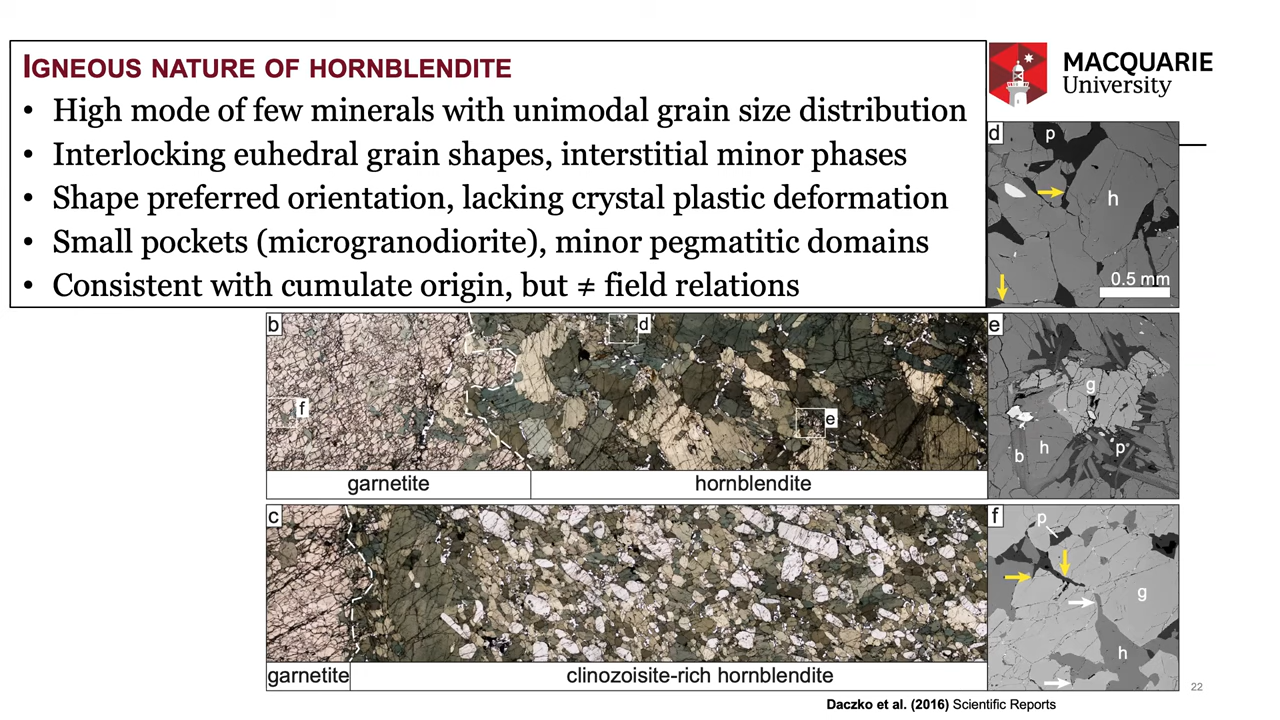 IGNEOUS NATURE OF HORNBLENDITE
• High mode of few minerals with unimodal grain size distribution
• Interlocking euhedral grain shapes, interstitial minor phases
• Shape preferred orientation, lacking crystal plastic deformation
• Small pockets (microgranodiorite), minor pegmatitic domains
• Consistent with cumulate origin, but ≠ field relations
MACQUARIE
University
d
p
h
0.5 mm
b
d
f
e
garnetite
hornblendite
e
g
h
b
p
c
garnetite
clinozoisite-rich hornblendite
f
p
g
h
22
Daczko et al. (2016) Scientific Reports